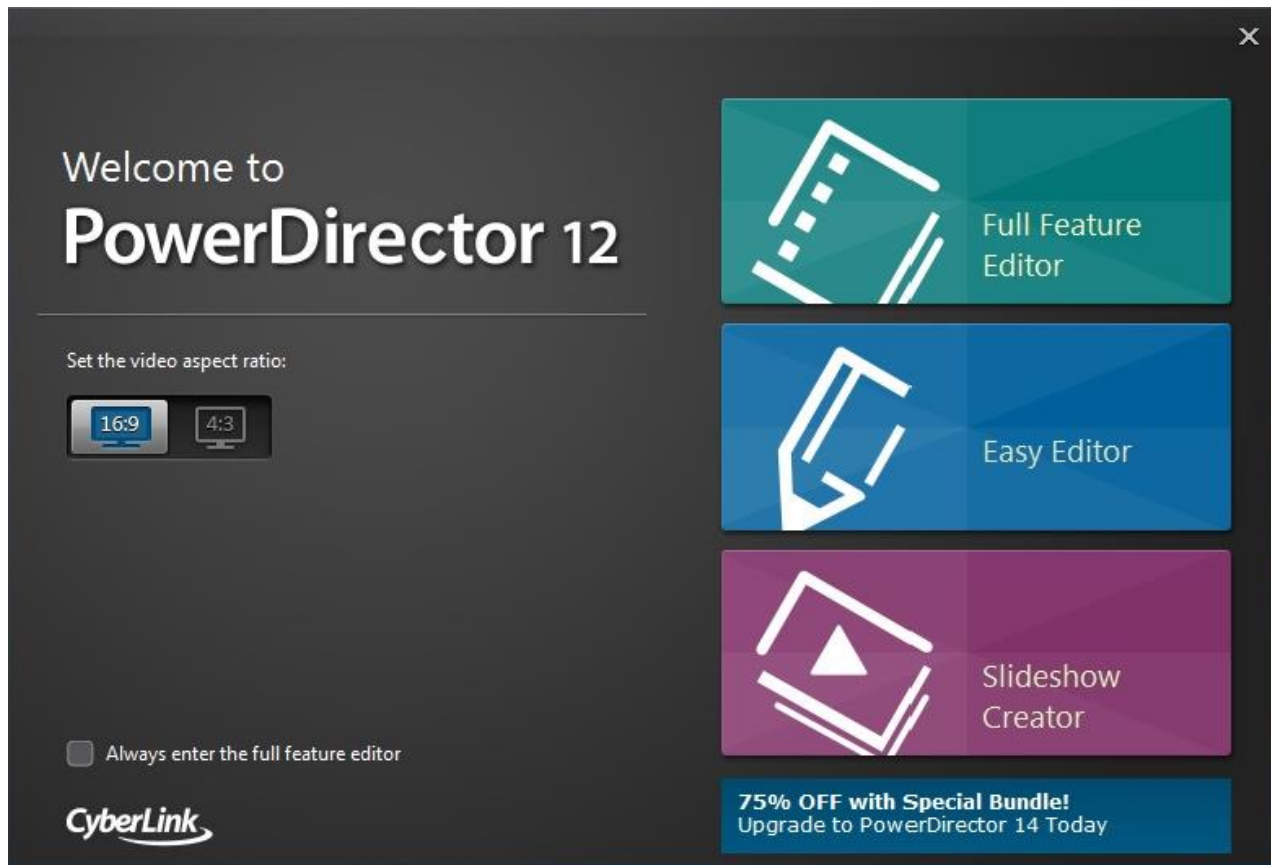 Welcome to
PowerDirector 12
Set the video aspect ratio:
16:9
4:3
Always enter the full feature editor
CyberLink
Full Feature
Editor
Easy Editor
Slideshow
Creator
75% OFF with Special Bundle!
Upgrade to PowerDirector 14 Today